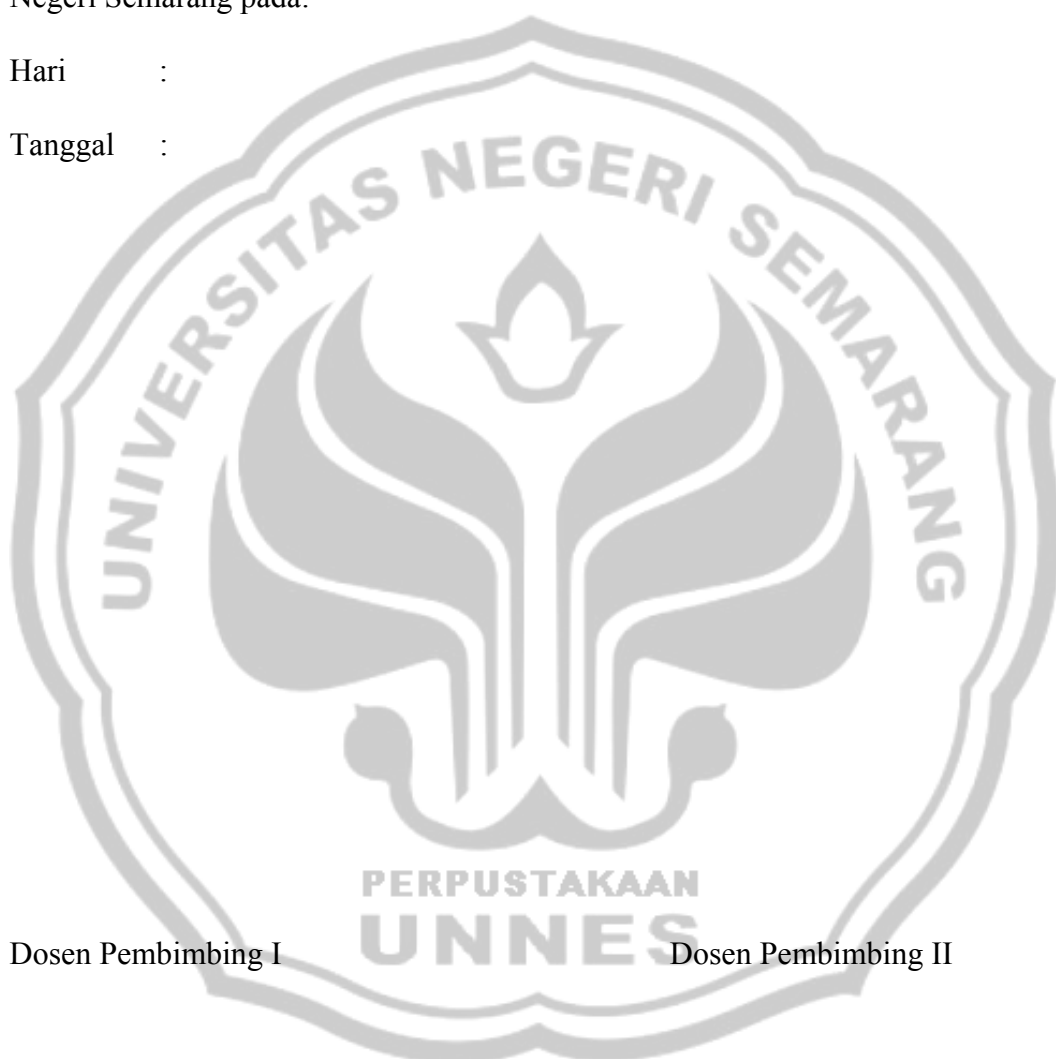 Negeri Semarang pada:
Hari :
Tanggal :
UNIVERSITAS NEGERI SEMARANG
PERPUSTAKAAN
UNNES
Dosen Pembimbing I Dosen Pembimbing II